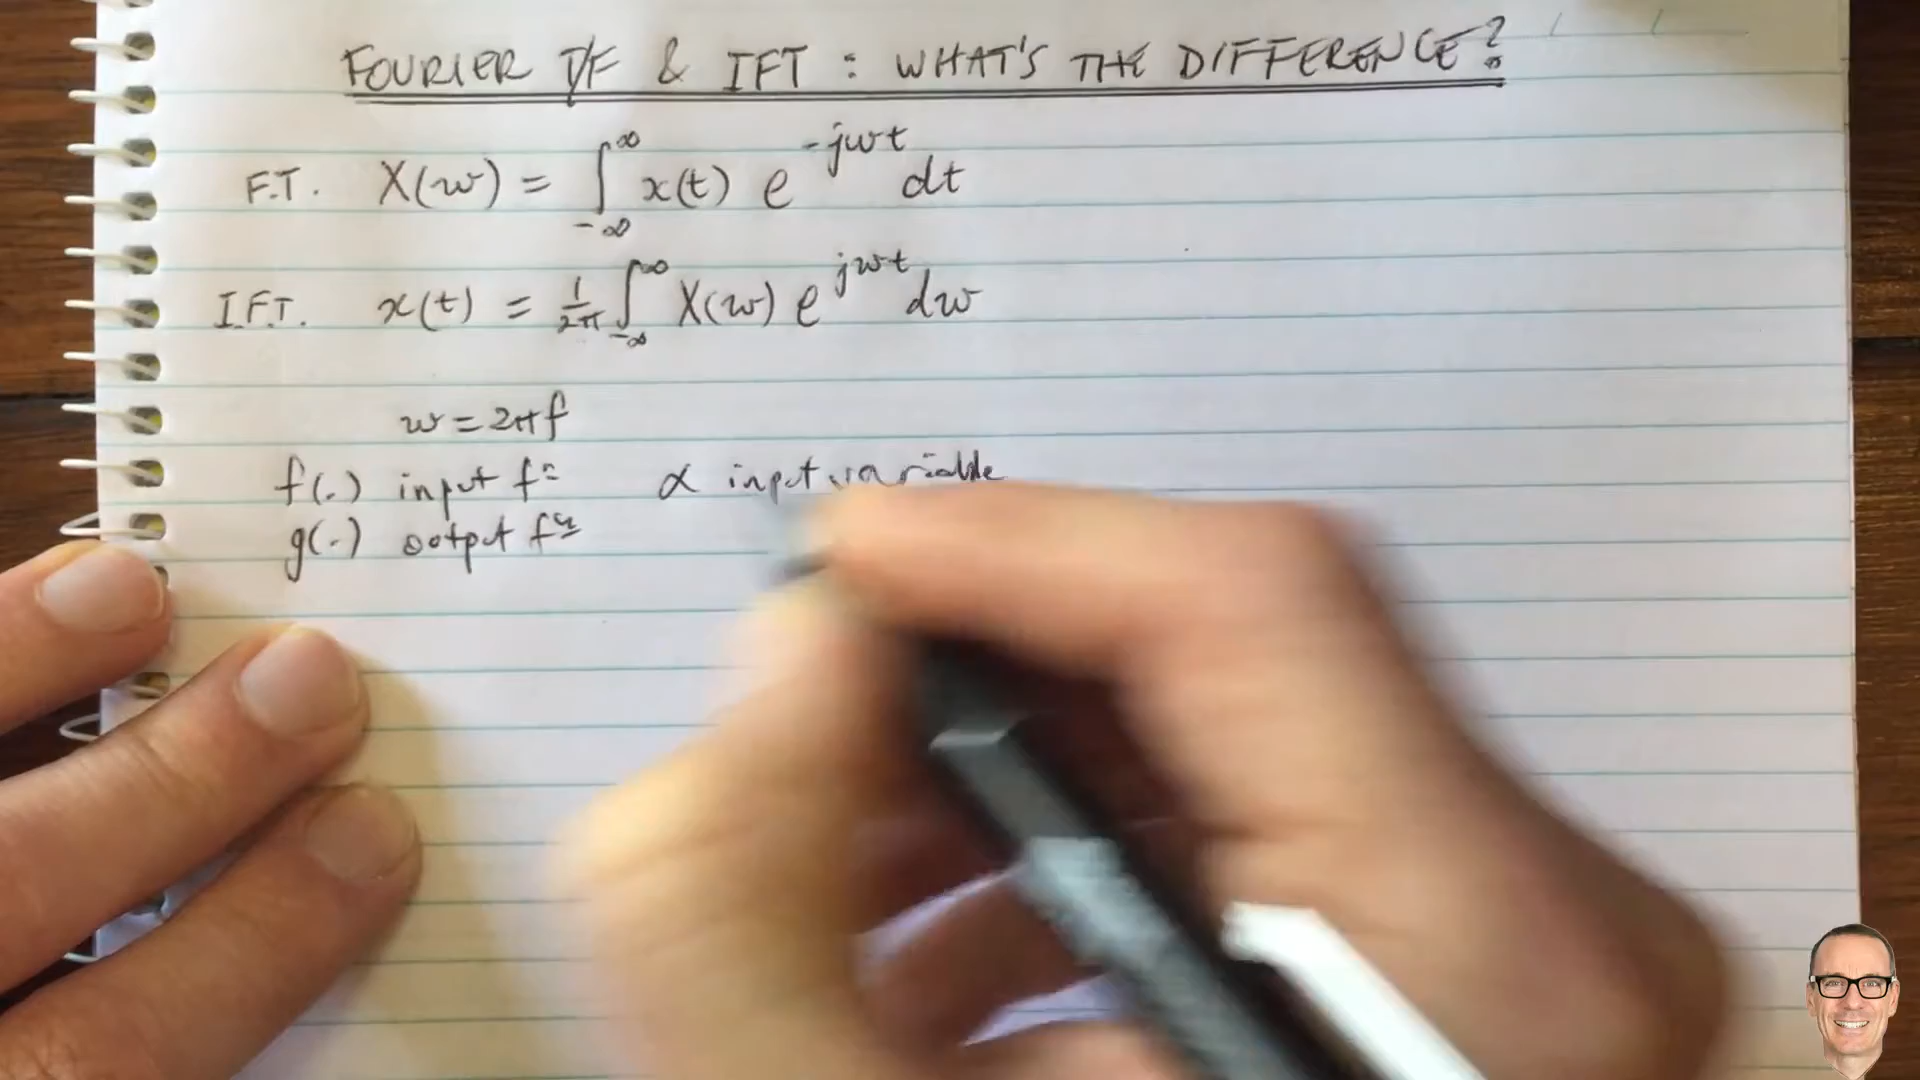 FOURIER T/F & IFT : WHAT'S THE DIFFERENCE?
F.T. X(w) = ∫_{-∞}^{∞} x(t) e^{-jwt} dt
I.F.T. x(t) = 1/2π ∫_{-∞}^{∞} X(w) e^{jwt} dw
w = 2πf
f(.) input fⁿ α input variable
g(.) output fⁿ